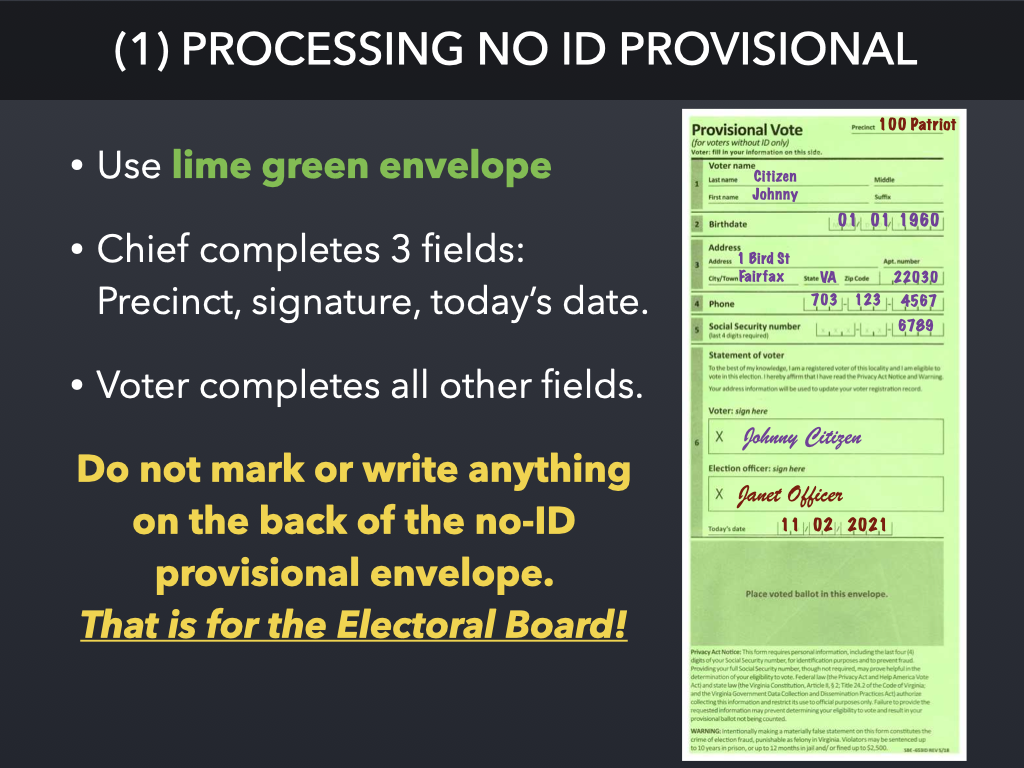 (1) PROCESSING NO ID PROVISIONAL
• Use lime green envelope
• Chief completes 3 fields:
Precinct, signature, today's date.
• Voter completes all other fields.
Do not mark or write anything
on the back of the no-ID
provisional envelope.
That is for the Electoral Board!
Provisional Vote
Precinct 100 Patriot
(for voters without ID only)
Voter: fill in your information on this side.
1
Voter name
Last name Citizen Middle
First name Johnny Suffix
2 Birthdate 01 / 01 / 1960
3
Address
Address 1 Bird St Apt. number
City/Town Fairfax State VA Zip Code 22030
4 Phone 703 - 123 - 4567
5 Social Security number 6789
(last 4 digits required)
6
Statement of voter
To the best of my knowledge, I am a registered voter of this locality and I am eligible to
vote in this election. I hereby affirm that I have read the Privacy Act Notice and Warning.
Your address information will be used to update your voter registration record.
Voter: sign here
X Johnny Citizen
Election officer: sign here
X Janet Officer
Today's date 11 / 02 / 2021
Place voted ballot in this envelope.
Privacy Act Notice: This form requires personal information, including the last four (4)
digits of your Social Security number, for identification purposes and to prevent fraud.
Providing your full Social Security number, though not required, may prove helpful in the
determination of your eligibility to vote. Federal law (the Privacy Act and Help America Vote
Act) and state law (the Virginia Constitution, Article II, § 2; Title 24.2 of the Code of Virginia;
and the Virginia Government Data Collection and Dissemination Practices Act) authorize
collecting this information and restrict its use to official purposes only. Failure to provide the
requested information may prevent determining your eligibility to vote and result in your
provisional ballot not being counted.
WARNING: Intentionally making a materially false statement on this form constitutes the
crime of election fraud, punishable as felony in Virginia. Violators may be sentenced up
to 10 years in prison, or up to 12 months in jail and/ or fined up to $2,500.